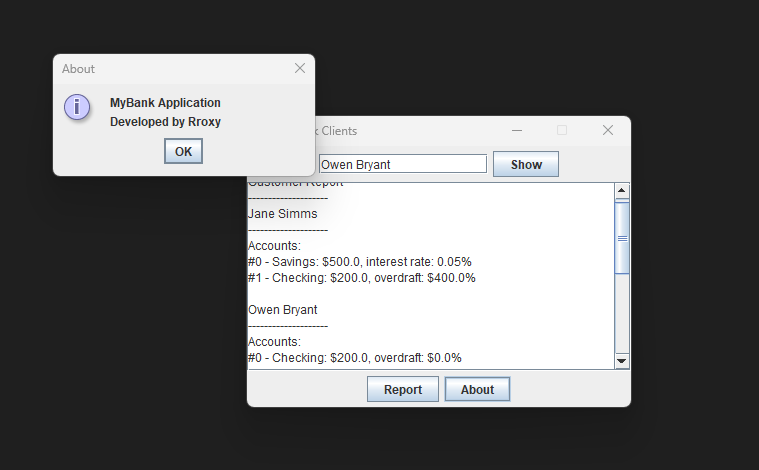 About
MyBank Application
Developed by Rroxy
OK
Clients
Owen Bryant
Show
Customer Report
--------------------
Jane Simms
--------------------
Accounts:
#0 - Savings: $500.0, interest rate: 0.05%
#1 - Checking: $200.0, overdraft: $400.0%
Owen Bryant
--------------------
Accounts:
#0 - Checking: $200.0, overdraft: $0.0%
Report
About